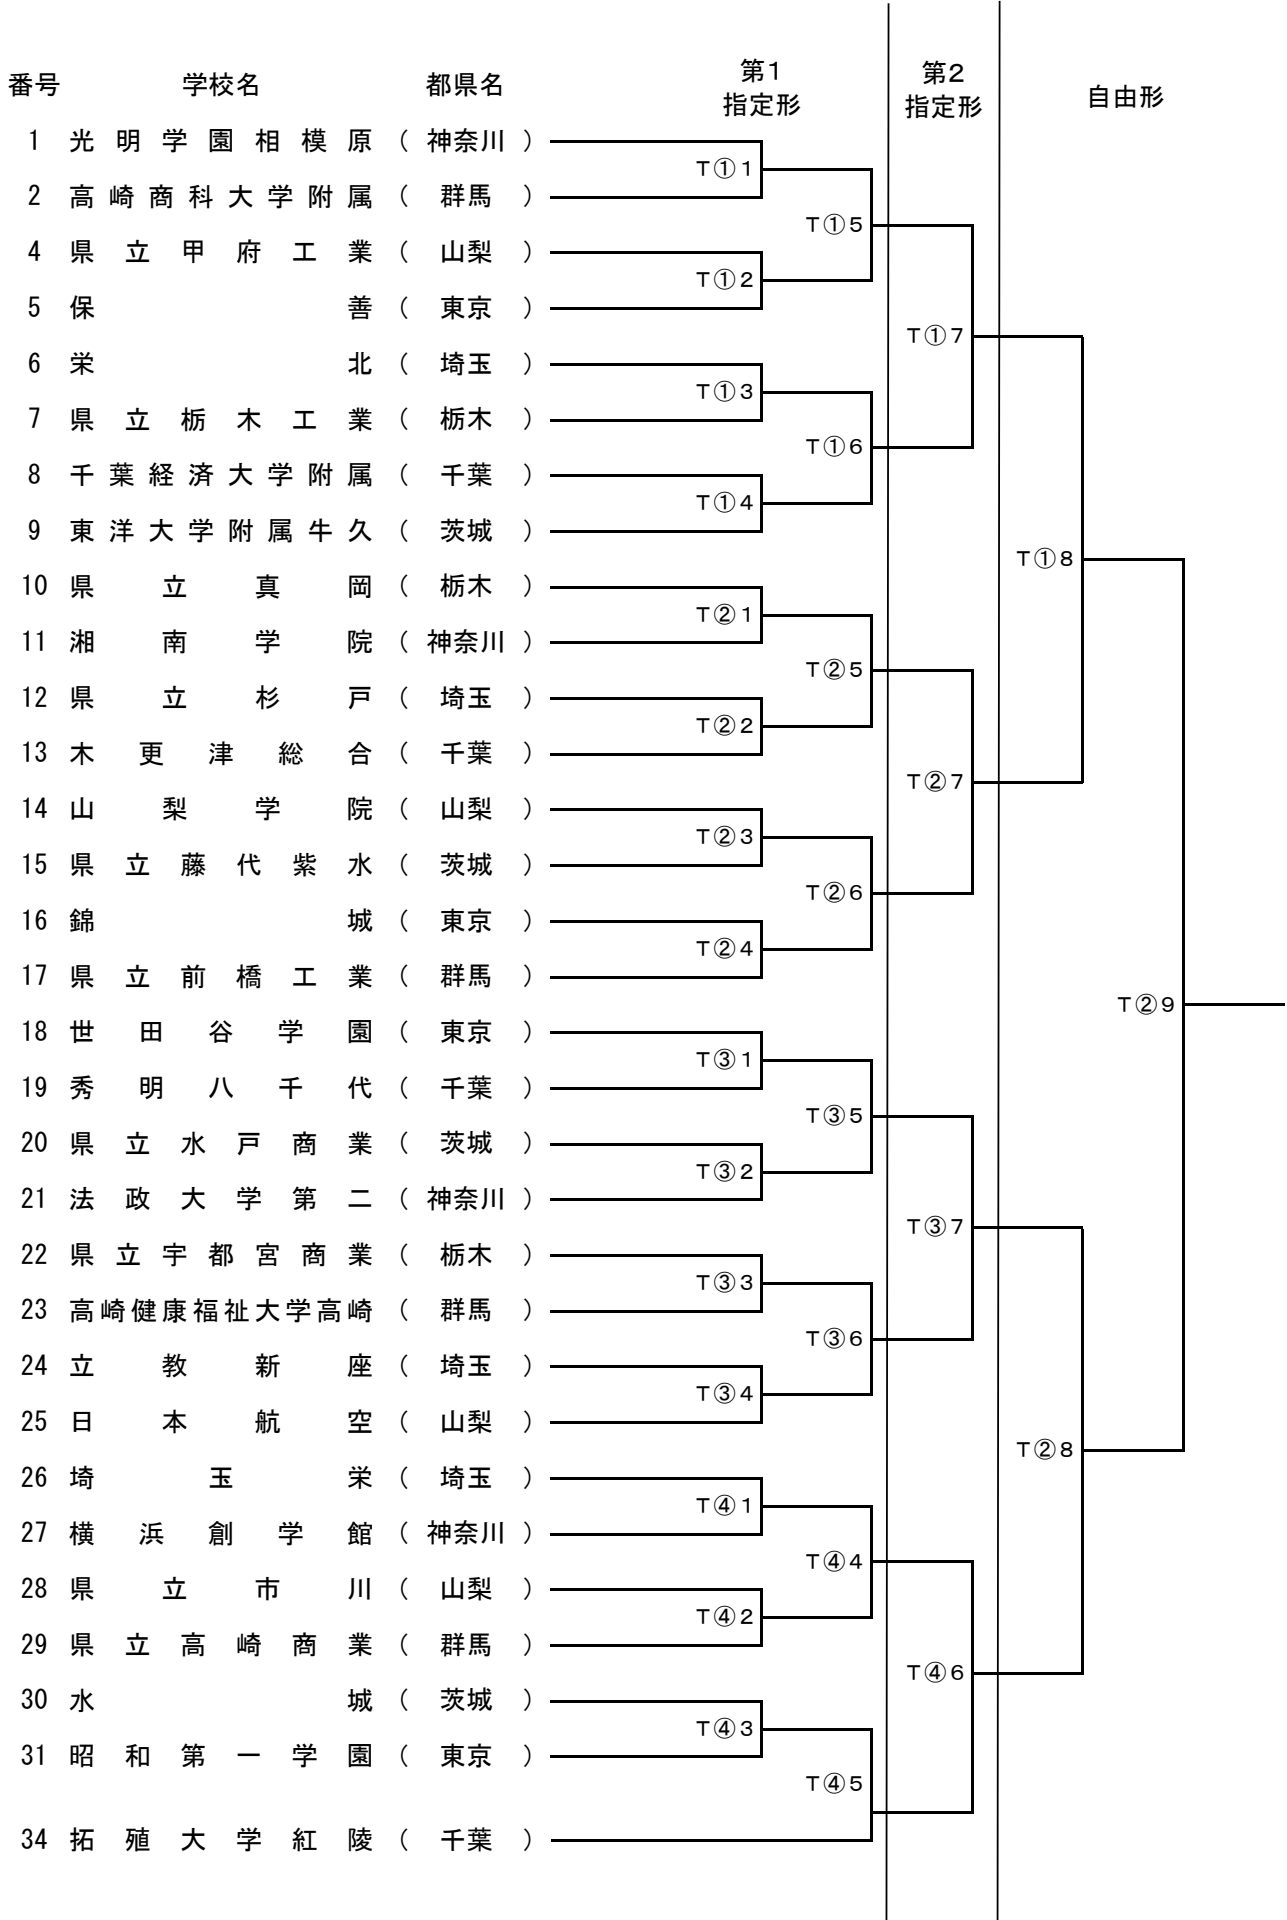 番号 学校名 都県名 第1指定形 第2指定形 自由形
1 光明学園相模原 ( 神奈川 )
T①1
2 高崎商科大学附属 ( 群馬 )
T①5
4 県立甲府工業 ( 山梨 )
T①2
5 保善 ( 東京 )
T①7
6 栄北 ( 埼玉 )
T①3
7 県立栃木工業 ( 栃木 )
T①6
8 千葉経済大学附属 ( 千葉 )
T①4
9 東洋大学附属牛久 ( 茨城 )
T①8
10 県立真岡 ( 栃木 )
T②1
11 湘南学院 ( 神奈川 )
T②5
12 県立杉戸 ( 埼玉 )
T②2
13 木更津総合 ( 千葉 )
T②7
14 山梨学院 ( 山梨 )
T②3
15 県立藤代紫水 ( 茨城 )
T②6
16 錦城 ( 東京 )
T②4
17 県立前橋工業 ( 群馬 )
T②9
18 世田谷学園 ( 東京 )
T③1
19 秀明八千代 ( 千葉 )
T③5
20 県立水戸商業 ( 茨城 )
T③2
21 法政大学第二 ( 神奈川 )
T③7
22 県立宇都宮商業 ( 栃木 )
T③3
23 高崎健康福祉大学高崎 ( 群馬 )
T③6
24 立教新座 ( 埼玉 )
T③4
25 日本航空 ( 山梨 )
T②8
26 埼玉栄 ( 埼玉 )
T④1
27 横浜創学館 ( 神奈川 )
T④4
28 県立市川 ( 山梨 )
T④2
29 県立高崎商業 ( 群馬 )
T④6
30 水城 ( 茨城 )
T④3
31 昭和第一学園 ( 東京 )
T④5
34 拓殖大学紅陵 ( 千葉 )